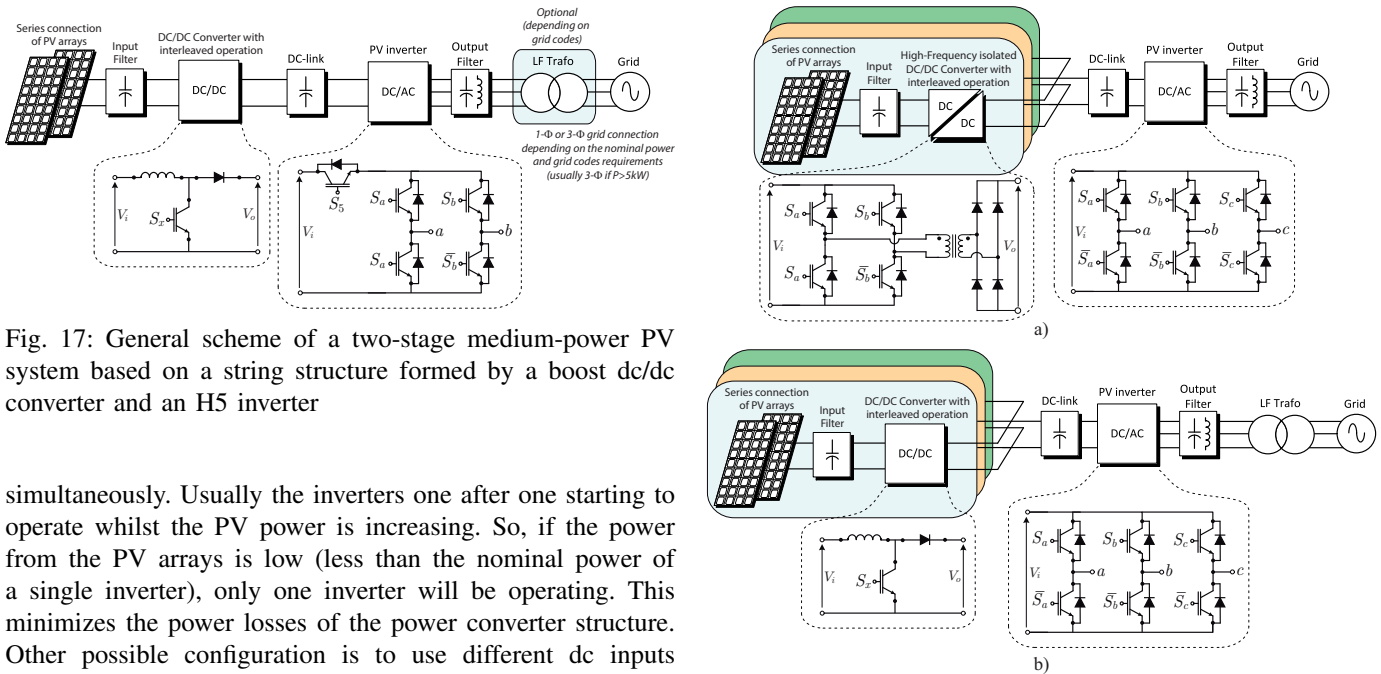 Series connection
of PV arrays
Input
Filter
DC/DC Converter with
interleaved operation
DC/DC
DC-link
PV inverter
DC/AC
Output
Filter
Optional
(depending on
grid codes)
LF Trafo
Grid
1-Φ or 3-Φ grid connection
depending on the nominal power
and grid codes requirements
(usually 3-Φ if P>5kW)
V_i
S_x
V_o
V_i
S_5
S_a
S_b
a
b
S_a
S̅_b
Fig. 17: General scheme of a two-stage medium-power PV
system based on a string structure formed by a boost dc/dc
converter and an H5 inverter
simultaneously. Usually the inverters one after one starting to
operate whilst the PV power is increasing. So, if the power
from the PV arrays is low (less than the nominal power of
a single inverter), only one inverter will be operating. This
minimizes the power losses of the power converter structure.
Other possible configuration is to use different dc inputs
Series connection
of PV arrays
Input
Filter
High-Frequency isolated
DC/DC Converter with
interleaved operation
DC
DC
DC-link
PV inverter
DC/AC
Output
Filter
Grid
V_i
S_a
S_b
S_a
S̅_b
V_o
V_i
S_a
S_b
S_c
a
b
c
S̅_a
S̅_b
S̅_c
a)
Series connection
of PV arrays
Input
Filter
DC/DC Converter with
interleaved operation
DC/DC
DC-link
PV inverter
DC/AC
Output
Filter
LF Trafo
Grid
V_i
S_x
V_o
V_i
S_a
S_b
S_c
a
b
c
S̅_a
S̅_b
S̅_c
b)